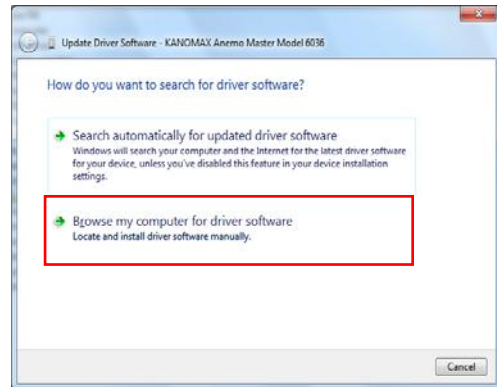 Update Driver Software - KANOMAX Anemo Master Model 6036
How do you want to search for driver software?
Search automatically for updated driver software
Windows will search your computer and the Internet for the latest driver software
for your device, unless you've disabled this feature in your device installation
settings.
Browse my computer for driver software
Locate and install driver software manually.
Cancel